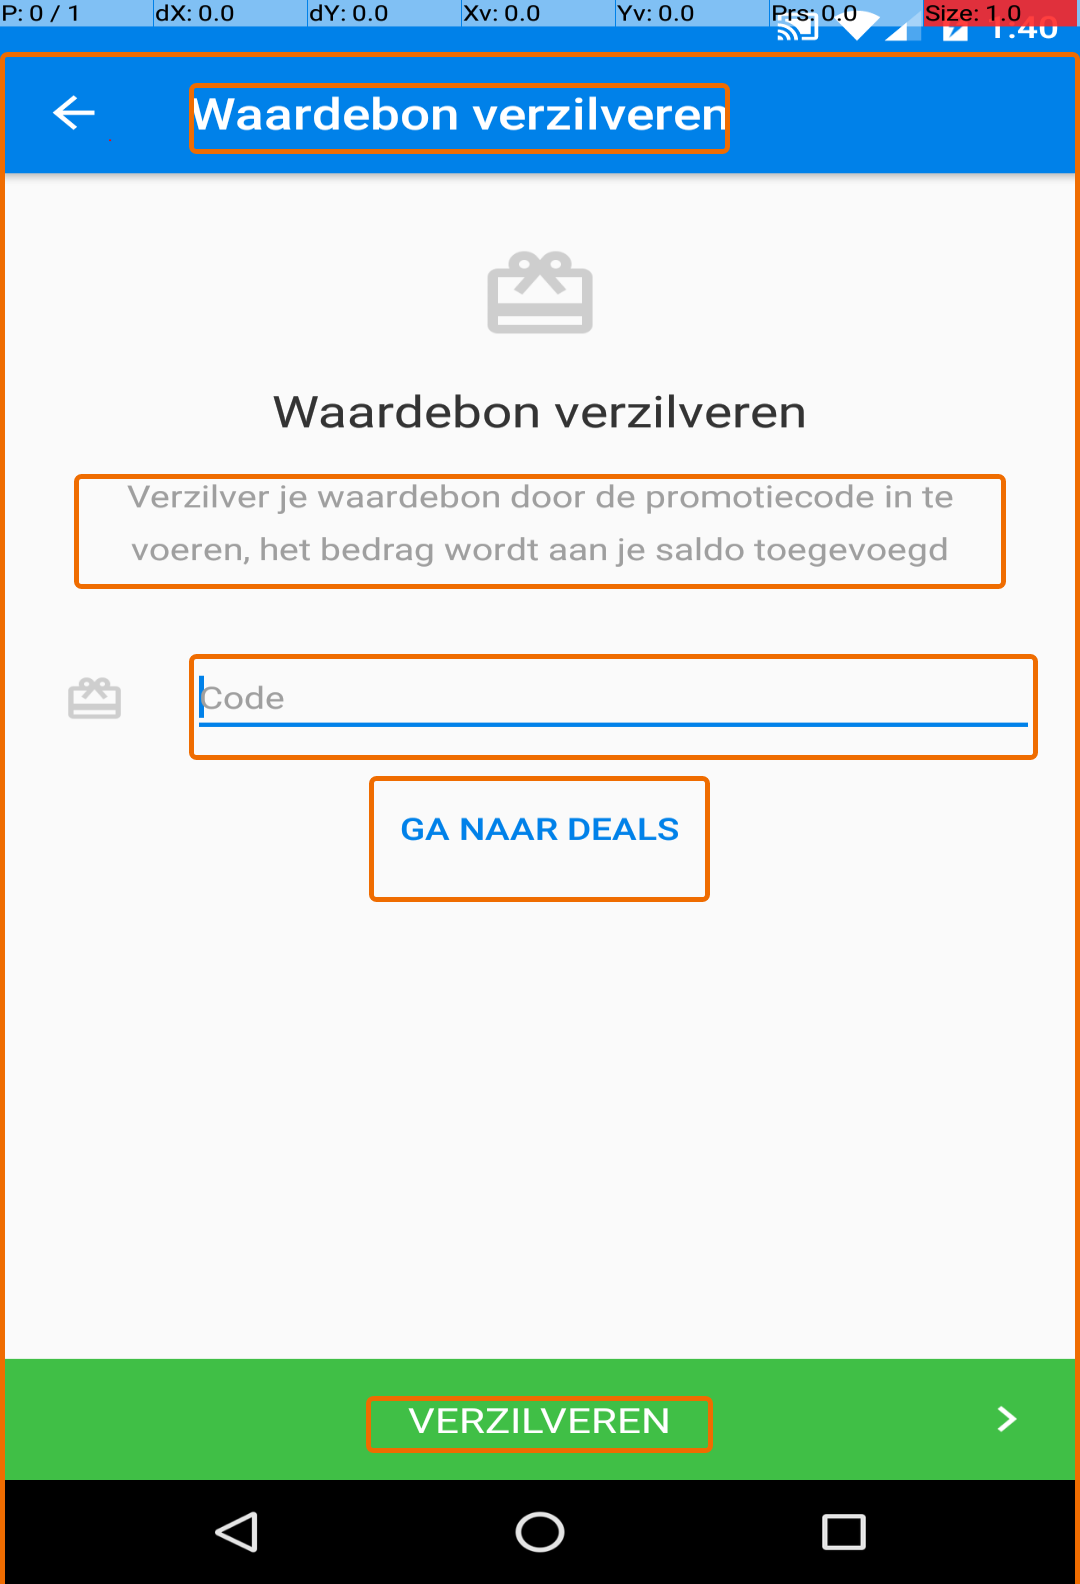 P: 0 / 1 dX: 0.0 dY: 0.0 Xv: 0.0 Yv: 0.0 Prs: 0.0 Size: 1.0
1:40
Waardebon verzilveren
Waardebon verzilveren
Verzilver je waardebon door de promotiecode in te
voeren, het bedrag wordt aan je saldo toegevoegd
Code
GA NAAR DEALS
VERZILVEREN